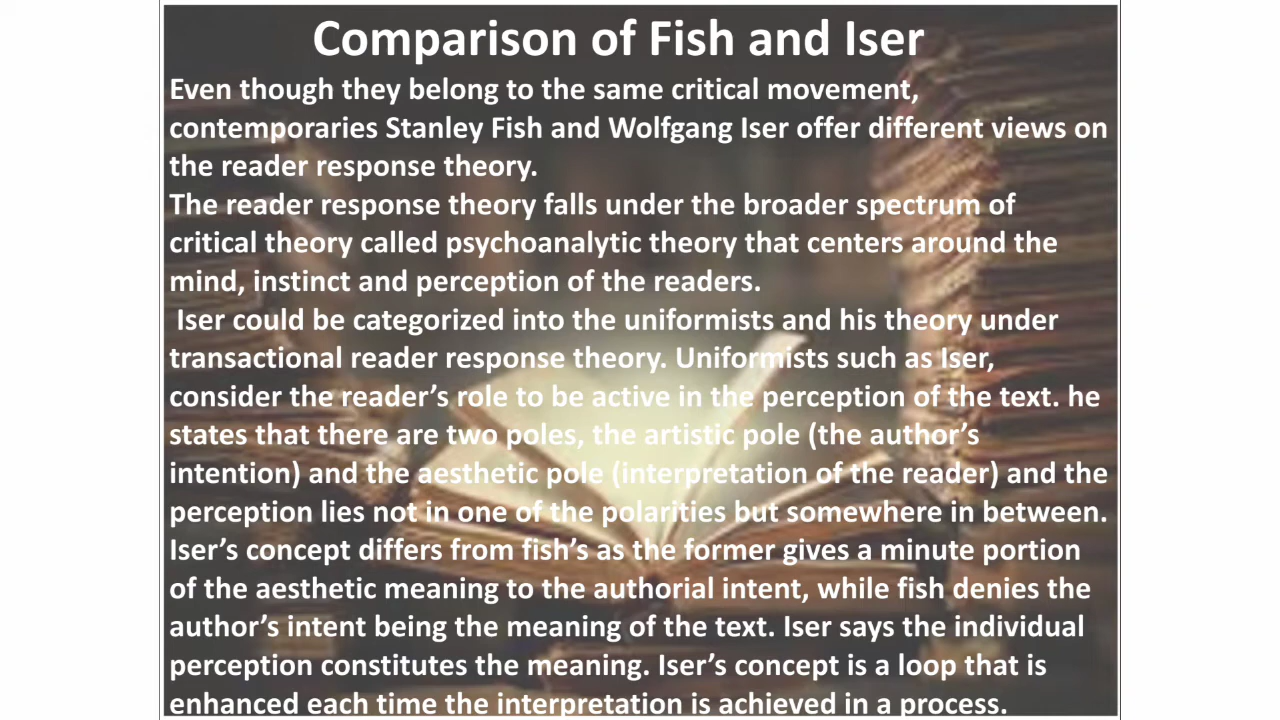 Comparison of Fish and Iser
Even though they belong to the same critical movement,
contemporaries Stanley Fish and Wolfgang Iser offer different views on
the reader response theory.
The reader response theory falls under the broader spectrum of
critical theory called psychoanalytic theory that centers around the
mind, instinct and perception of the readers.
Iser could be categorized into the uniformists and his theory under
transactional reader response theory. Uniformists such as Iser,
consider the reader’s role to be active in the perception of the text. he
states that there are two poles, the artistic pole (the author’s
intention) and the aesthetic pole (interpretation of the reader) and the
perception lies not in one of the polarities but somewhere in between.
Iser’s concept differs from fish’s as the former gives a minute portion
of the aesthetic meaning to the authorial intent, while fish denies the
author’s intent being the meaning of the text. Iser says the individual
perception constitutes the meaning. Iser’s concept is a loop that is
enhanced each time the interpretation is achieved in a process.